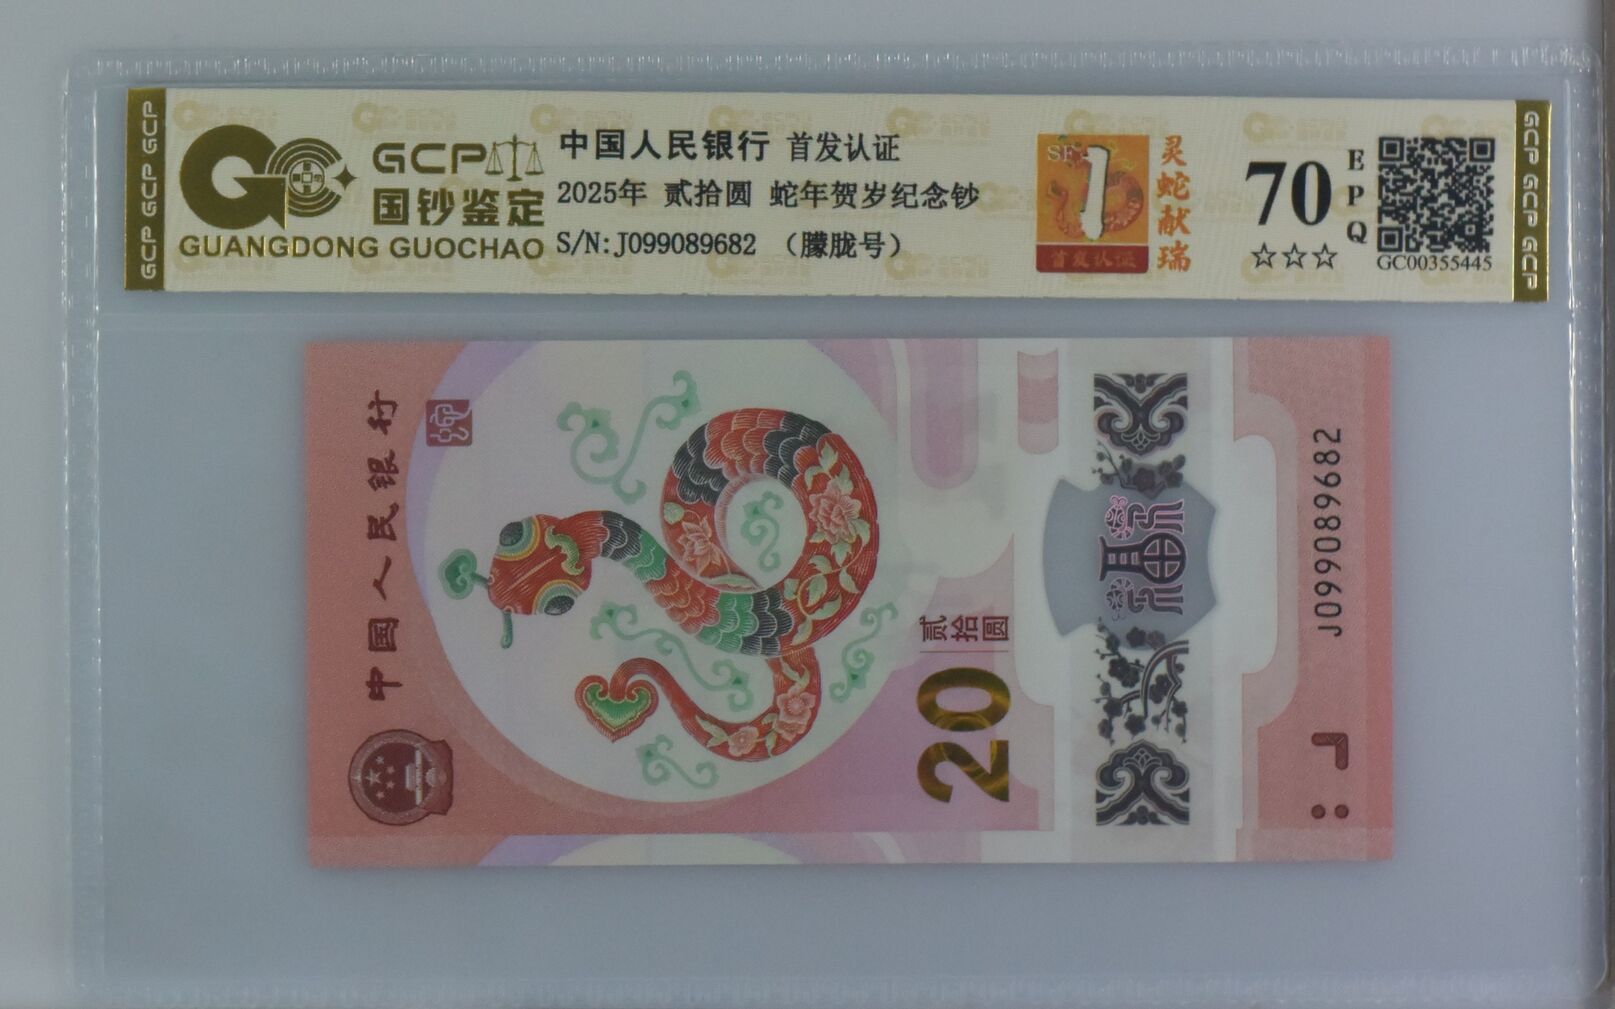 GCP GCP GCP
GCP
国钞鉴定
GUANGDONG GUOCHAO
中国人民银行 首发认证
2025年 贰拾圆 蛇年贺岁纪念钞
S/N:J099089682 （朦胧号）
1
首发认证
灵蛇献瑞
70
EPQ
☆☆☆
GC00355445
GCP GCP GCP
中国人民银行
贰拾圆
20
福
J099089682